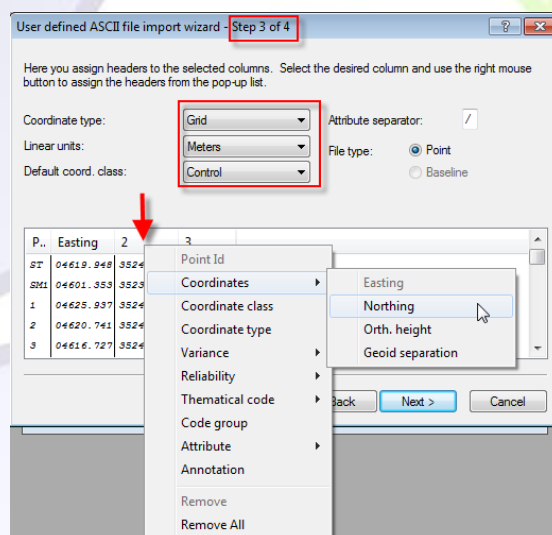 User defined ASCII file import wizard - Step 3 of 4
Here you assign headers to the selected columns. Select the desired column and use the right mouse
button to assign the headers from the pop-up list.
Coordinate type: Grid Attribute separator: /
Linear units: Meters File type: Point
Default coord. class: Control Baseline
P.. Easting 2 3
ST 04619.948 3524
SM1 04601.353 3523
1 04625.937 3524
2 04620.741 3524
3 04616.727 3524
Point Id
Coordinates
Coordinate class
Coordinate type
Variance
Reliability
Thematical code
Code group
Attribute
Annotation
Remove
Remove All
Easting
Northing
Orth. height
Geoid separation
Back Next > Cancel